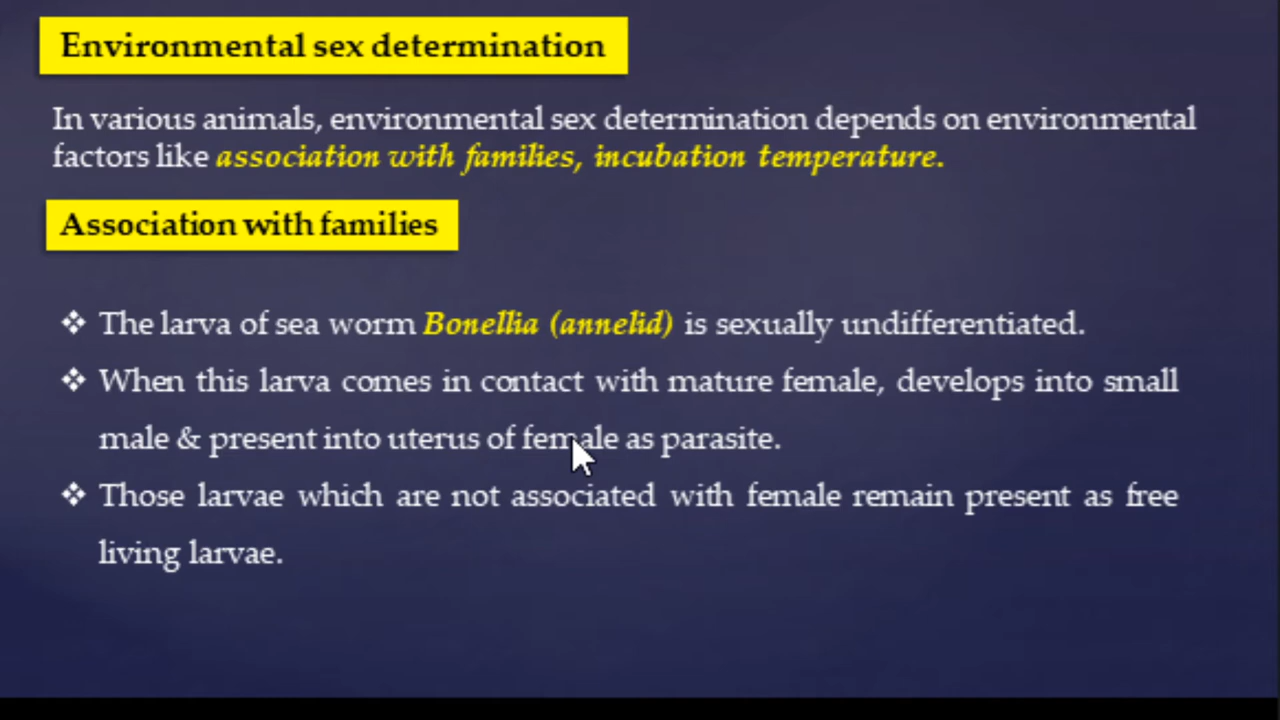 Environmental sex determination
In various animals, environmental sex determination depends on environmental
factors like association with families, incubation temperature.
Association with families
❖ The larva of sea worm Bonellia (annelid) is sexually undifferentiated.
❖ When this larva comes in contact with mature female, develops into small
male & present into uterus of female as parasite.
❖ Those larvae which are not associated with female remain present as free
living larvae.